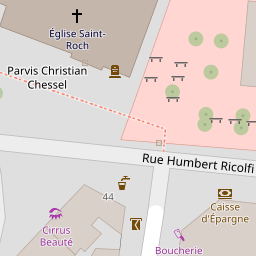 Église Saint-
Roch
Parvis Christian
Chessel
Rue Humbert Ricolfi
44
Cirrus
Beauté
Caisse
d'Épargne
Boucherie